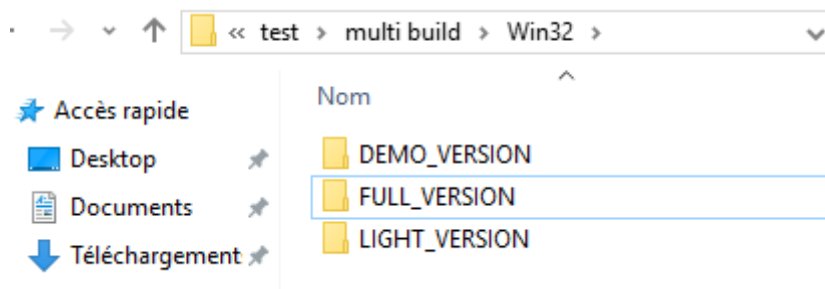 « test > multi build > Win32 >
Nom
Accès rapide
Desktop
Documents
Téléchargement
DEMO_VERSION
FULL_VERSION
LIGHT_VERSION